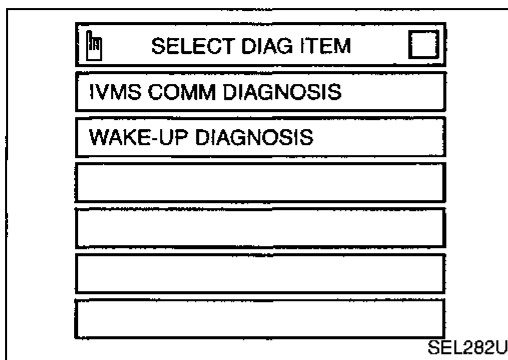 SELECT DIAG ITEM
IVMS COMM DIAGNOSIS
WAKE-UP DIAGNOSIS
SEL282U